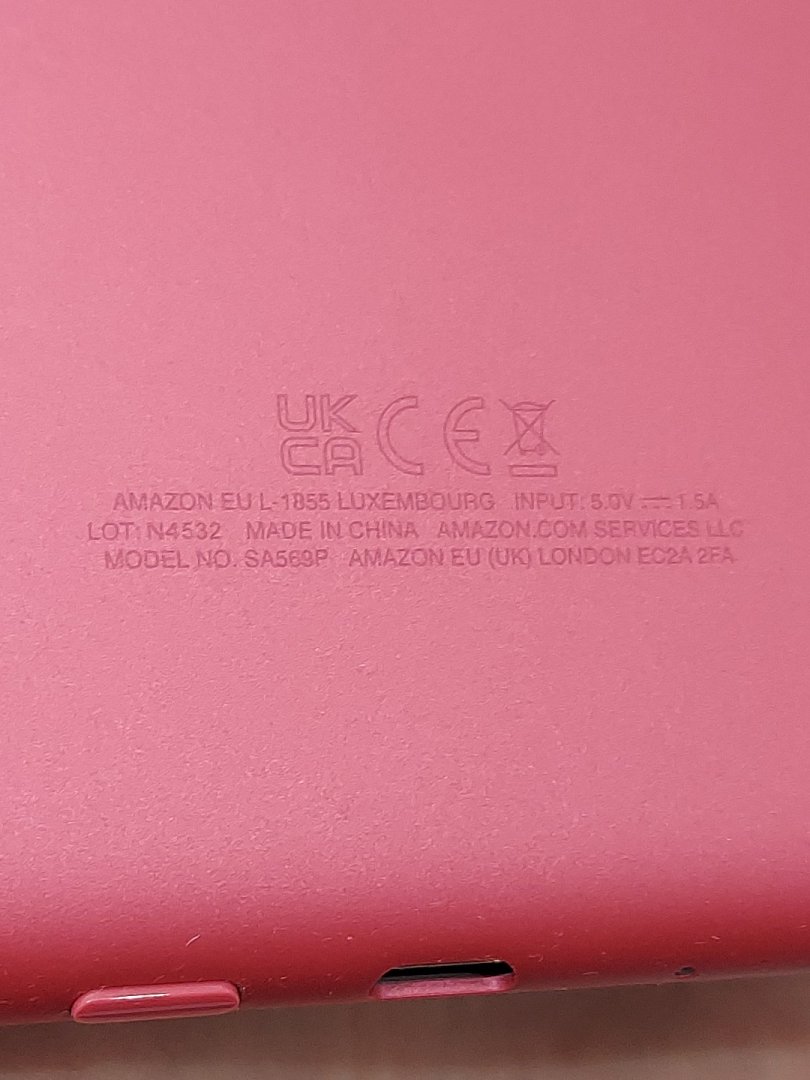 UK
CA CE
AMAZON EU L-1855 LUXEMBOURG INPUT: 5.0V ⎓ 1.5A
LOT: N4532 MADE IN CHINA AMAZON.COM SERVICES LLC
MODEL NO. SA569P AMAZON EU (UK) LONDON EC2A 2FA